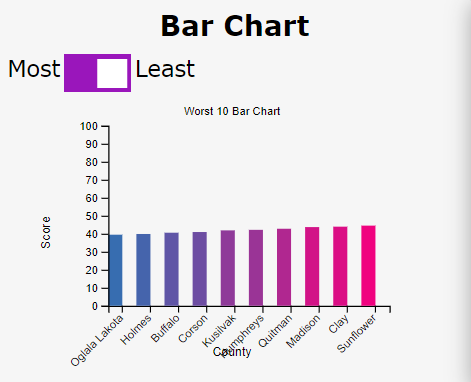 Bar Chart
Most Least
Worst 10 Bar Chart
100
90
80
70
60
50
40
30
20
10
0
Score
Oglala Lakota
Holmes
Buffalo
Corson
Kusilvak
Humphreys
Quitman
Madison
Clay
Sunflower
County